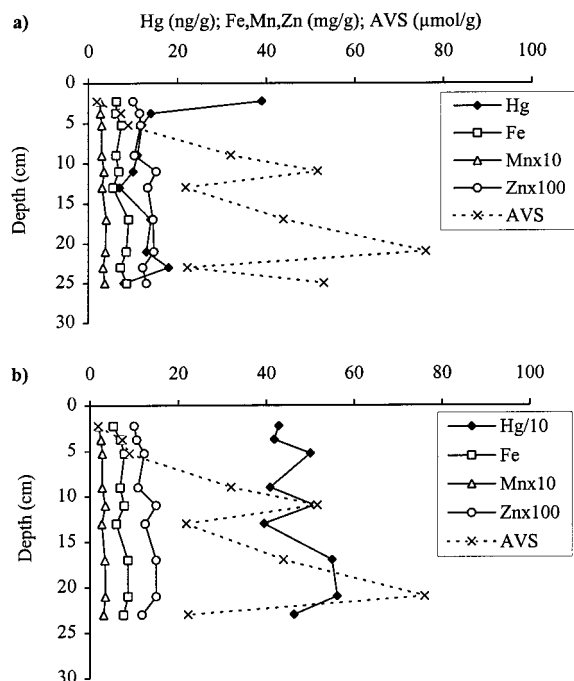 a)
Hg (ng/g); Fe,Mn,Zn (mg/g); AVS (µmol/g)
0 20 40 60 80 100
0
5
10
15
20
25
30
Depth (cm)
Hg
Fe
Mnx10
Znx100
AVS
b)
0 20 40 60 80 100
0
5
10
15
20
25
30
Depth (cm)
Hg/10
Fe
Mnx10
Znx100
AVS